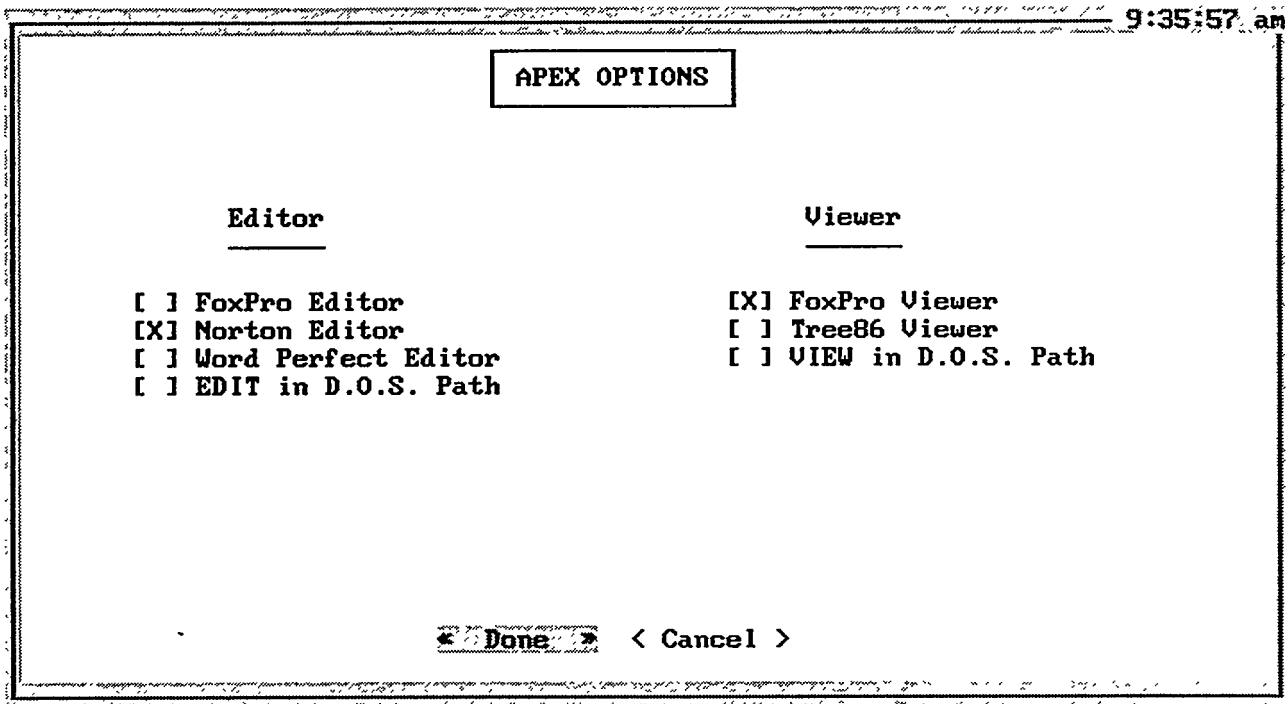 9:35:57 am
APEX OPTIONS
Editor
[ ] FoxPro Editor
[X] Norton Editor
[ ] Word Perfect Editor
[ ] EDIT in D.O.S. Path
Viewer
[X] FoxPro Viewer
[ ] Tree86 Viewer
[ ] VIEW in D.O.S. Path
« Done » < Cancel >